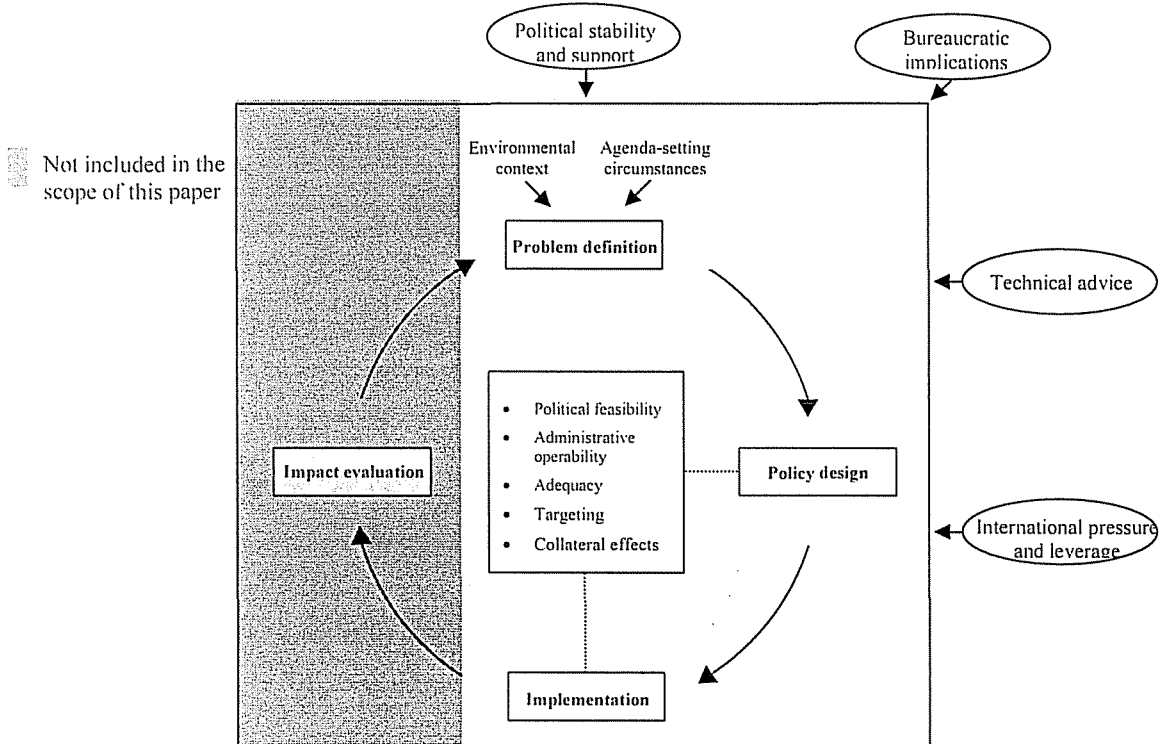 Political stability
and support
Bureaucratic
implications
Not included in the
scope of this paper
Environmental
context
Agenda-setting
circumstances
Problem definition
Technical advice
• Political feasibility
• Administrative
operability
• Adequacy
• Targeting
• Collateral effects
Impact evaluation
Policy design
International pressure
and leverage
Implementation